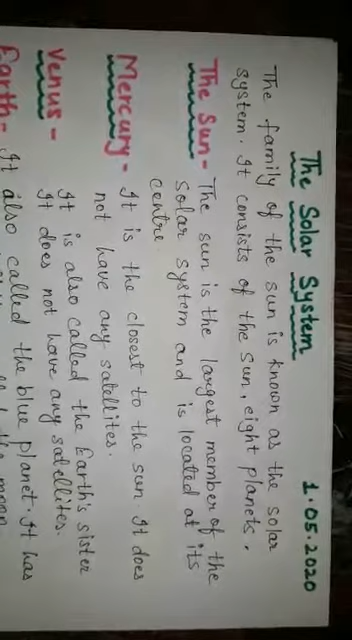 The Solar System 1.05.2020
The family of the sun is known as the solar
system. It consists of the sun, eight planets.
The Sun- The sun is the largest member of the
solar system and is located at its
centre
Mercury- It is the closest to the sun. It does
not have any satellites.
Venus- It is also called the Earth's sister
It does not have any satellites.
Earth- It also called the blue planet. It has
the moon